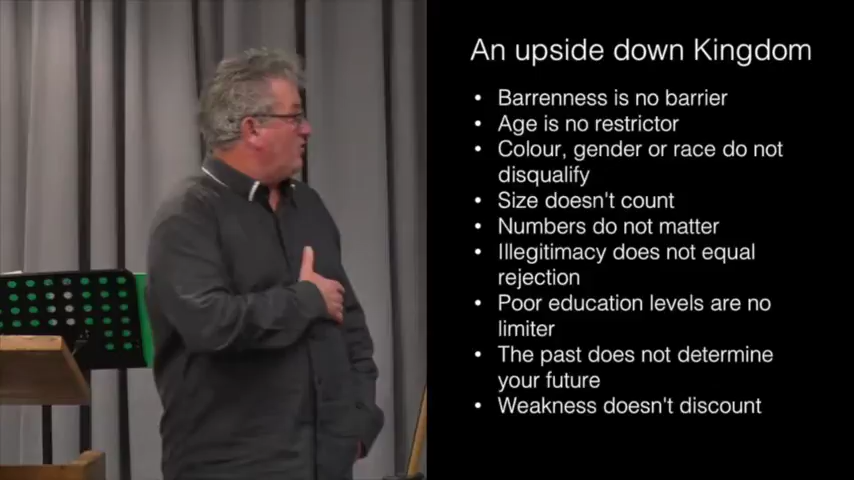 An upside down Kingdom
• Barrenness is no barrier
• Age is no restrictor
• Colour, gender or race do not
disqualify
• Size doesn't count
• Numbers do not matter
• Illegitimacy does not equal
rejection
• Poor education levels are no
limiter
• The past does not determine
your future
• Weakness doesn't discount